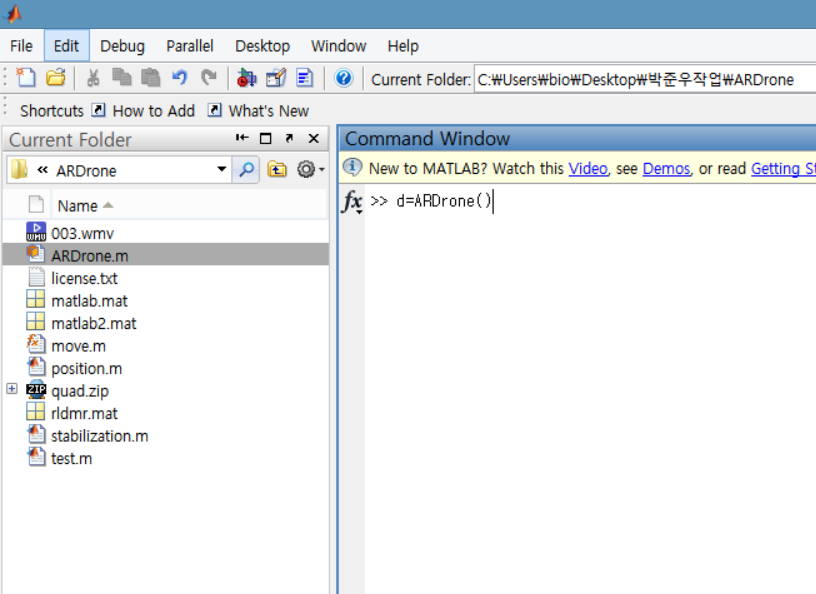 File Edit Debug Parallel Desktop Window Help
Current Folder: C:₩Users₩bio₩Desktop₩박준우작업₩ARDrone
Shortcuts How to Add What's New
Current Folder
« ARDrone
Name
003.wmv
ARDrone.m
license.txt
matlab.mat
matlab2.mat
move.m
position.m
quad.zip
rldmr.mat
stabilization.m
test.m
Command Window
New to MATLAB? Watch this Video, see Demos, or read Getting St
fx >> d=ARDrone()